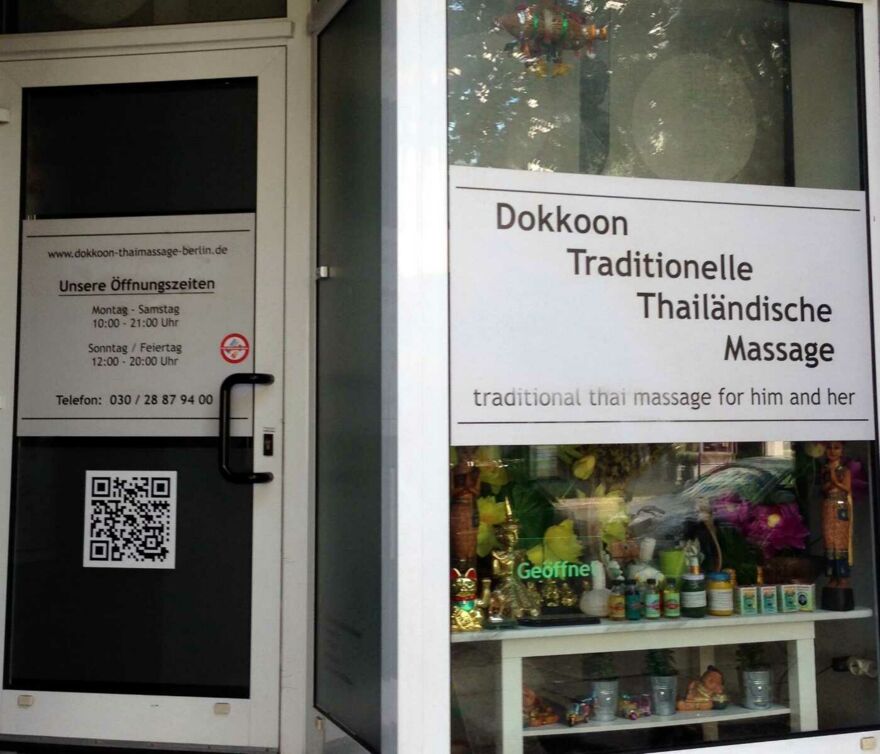 www.dokkoon-thaimassage-berlin.de
Unsere Öffnungszeiten
Montag - Samstag
10:00 - 21:00 Uhr
Sonntag / Feiertag
12:00 - 20:00 Uhr
Telefon: 030 / 28 87 94 00
Dokkoon
Traditionelle
Thailändische
Massage
traditional thai massage for him and her
Geöffnet